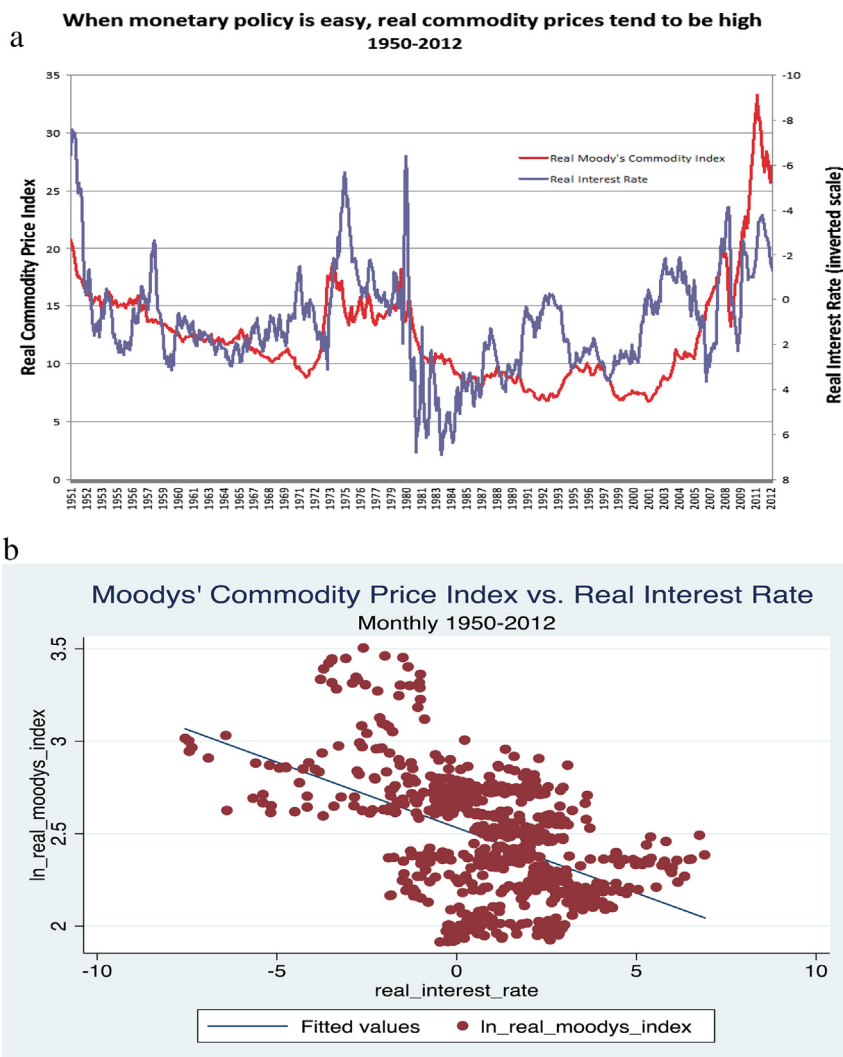 a
When monetary policy is easy, real commodity prices tend to be high
1950-2012
Real Commodity Price Index
35
30
25
20
15
10
5
0
Real Moody's Commodity Index
Real Interest Rate
-10
-8
-6
-4
-2
0
2
4
6
8
Real Interest Rate (inverted scale)
1951 1952 1953 1955 1956 1957 1959 1960 1961 1963 1964 1965 1967 1968 1969 1971 1972 1973 1975 1976 1977 1979 1980 1981 1983 1984 1985 1987 1988 1989 1991 1992 1993 1995 1996 1997 1999 2000 2001 2003 2004 2005 2007 2008 2009 2011 2012
b
Moodys' Commodity Price Index vs. Real Interest Rate
Monthly 1950-2012
ln_real_moodys_index
3.5
3
2.5
2
-10 -5 0 5 10
real_interest_rate
Fitted values ln_real_moodys_index